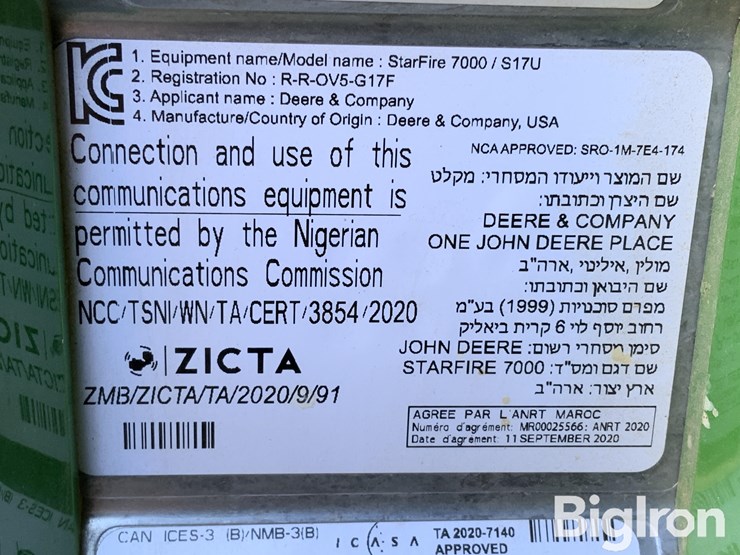 1. Equipment name/Model name : StarFire 7000 / S17U
2. Registration No : R-R-OV5-G17F
3. Applicant name : Deere & Company
4. Manufacture/Country of Origin : Deere & Company, USA
Connection and use of this
communications equipment is
permitted by the Nigerian
Communications Commission
NCC/TSNI/WN/TA/CERT/3854/2020
ZICTA
ZMB/ZICTA/TA/2020/9/91
NCA APPROVED: SRO-1M-7E4-174
שם המוצר וייעודו המסחרי: מקלט
שם היצרן וכתובתו:
DEERE & COMPANY
ONE JOHN DEERE PLACE
מולין, אילינוי, ארה"ב
שם היבואן וכתובתו:
מפרם סוכנויות (1999) בע"מ
רחוב יוסף לוי 6 קרית ביאליק
סימן מסחרי רשום: JOHN DEERE
שם דגם ומס"ד: STARFIRE 7000
ארץ יצור: ארה"ב
AGREE PAR L'ANRT MAROC
Numéro d'agrément: MR00025566: ANRT 2020
Date d'agrément: 11 SEPTEMBER 2020
CAN ICES-3 (B)/NMB-3(B)
ICASA
TA 2020-7140
APPROVED
BigIron